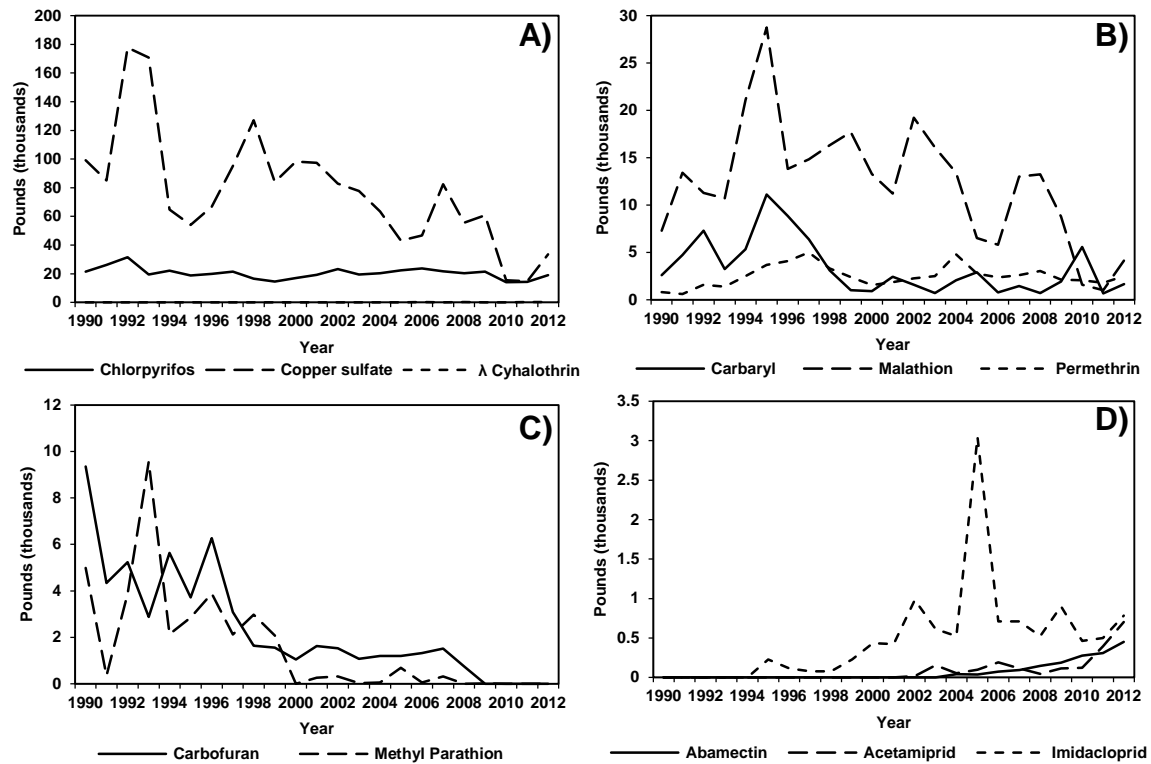 A)
Pounds (thousands)
200
180
160
140
120
100
80
60
40
20
0
1990 1992 1994 1996 1998 2000 2002 2004 2006 2008 2010 2012
Year
Chlorpyrifos Copper sulfate λ Cyhalothrin
B)
Pounds (thousands)
30
25
20
15
10
5
0
1990 1992 1994 1996 1998 2000 2002 2004 2006 2008 2010 2012
Year
Carbaryl Malathion Permethrin
C)
Pounds (thousands)
12
10
8
6
4
2
0
1990 1992 1994 1996 1998 2000 2002 2004 2006 2008 2010 2012
Year
Carbofuran Methyl Parathion
D)
Pounds (thousands)
3.5
3
2.5
2
1.5
1
0.5
0
1990 1992 1994 1996 1998 2000 2002 2004 2006 2008 2010 2012
Year
Abamectin Acetamiprid Imidacloprid